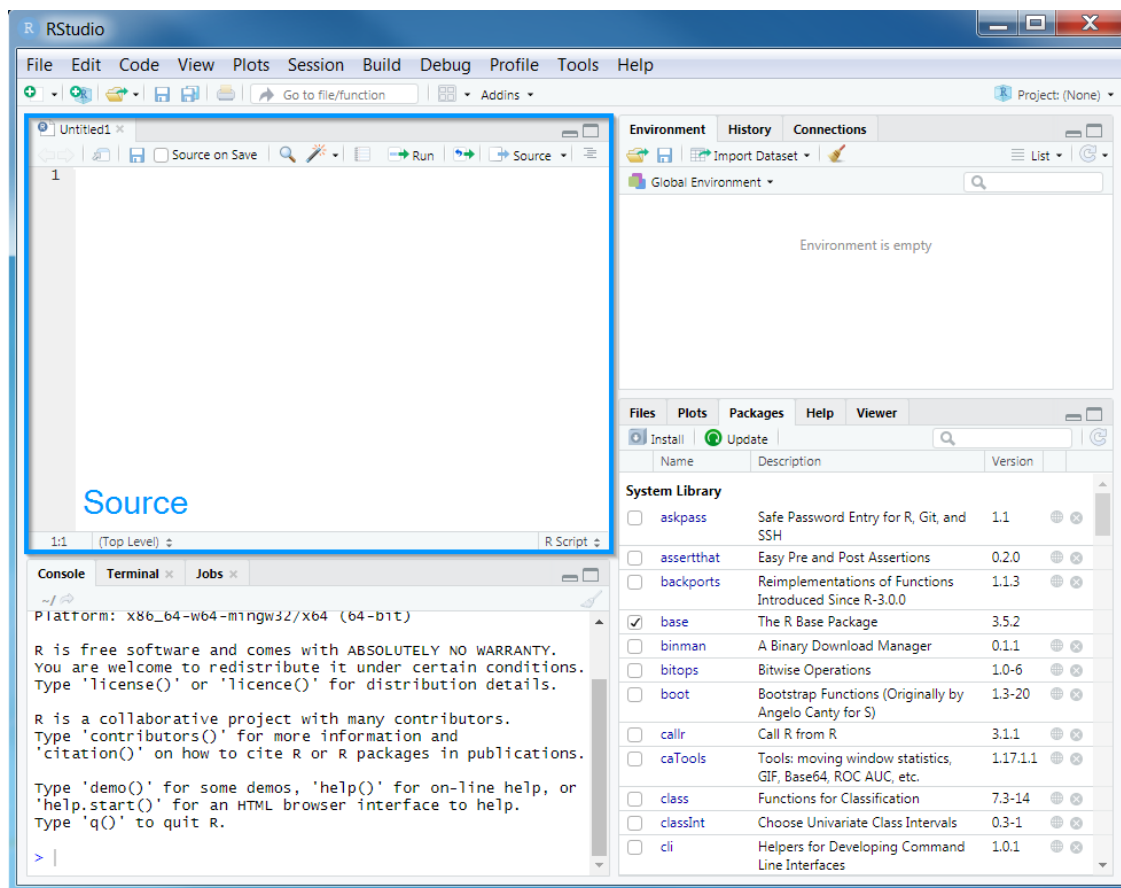 RStudio
File Edit Code View Plots Session Build Debug Profile Tools Help
Go to file/function Addins Project: (None)
Untitled1
Source on Save Run Source
1
Source
1:1 (Top Level) R Script
Console Terminal Jobs
~/
Platform: x86_64-w64-mingw32/x64 (64-bit)
R is free software and comes with ABSOLUTELY NO WARRANTY.
You are welcome to redistribute it under certain conditions.
Type 'license()' or 'licence()' for distribution details.
R is a collaborative project with many contributors.
Type 'contributors()' for more information and
'citation()' on how to cite R or R packages in publications.
Type 'demo()' for some demos, 'help()' for on-line help, or
'help.start()' for an HTML browser interface to help.
Type 'q()' to quit R.
>
Environment History Connections
Import Dataset List
Global Environment
Environment is empty
Files Plots Packages Help Viewer
Install Update
Name Description Version
System Library
askpass Safe Password Entry for R, Git, and 1.1
SSH
assertthat Easy Pre and Post Assertions 0.2.0
backports Reimplementations of Functions 1.1.3
Introduced Since R-3.0.0
base The R Base Package 3.5.2
binman A Binary Download Manager 0.1.1
bitops Bitwise Operations 1.0-6
boot Bootstrap Functions (Originally by 1.3-20
Angelo Canty for S)
callr Call R from R 3.1.1
caTools Tools: moving window statistics, 1.17.1.1
GIF, Base64, ROC AUC, etc.
class Functions for Classification 7.3-14
classInt Choose Univariate Class Intervals 0.3-1
cli Helpers for Developing Command 1.0.1
Line Interfaces